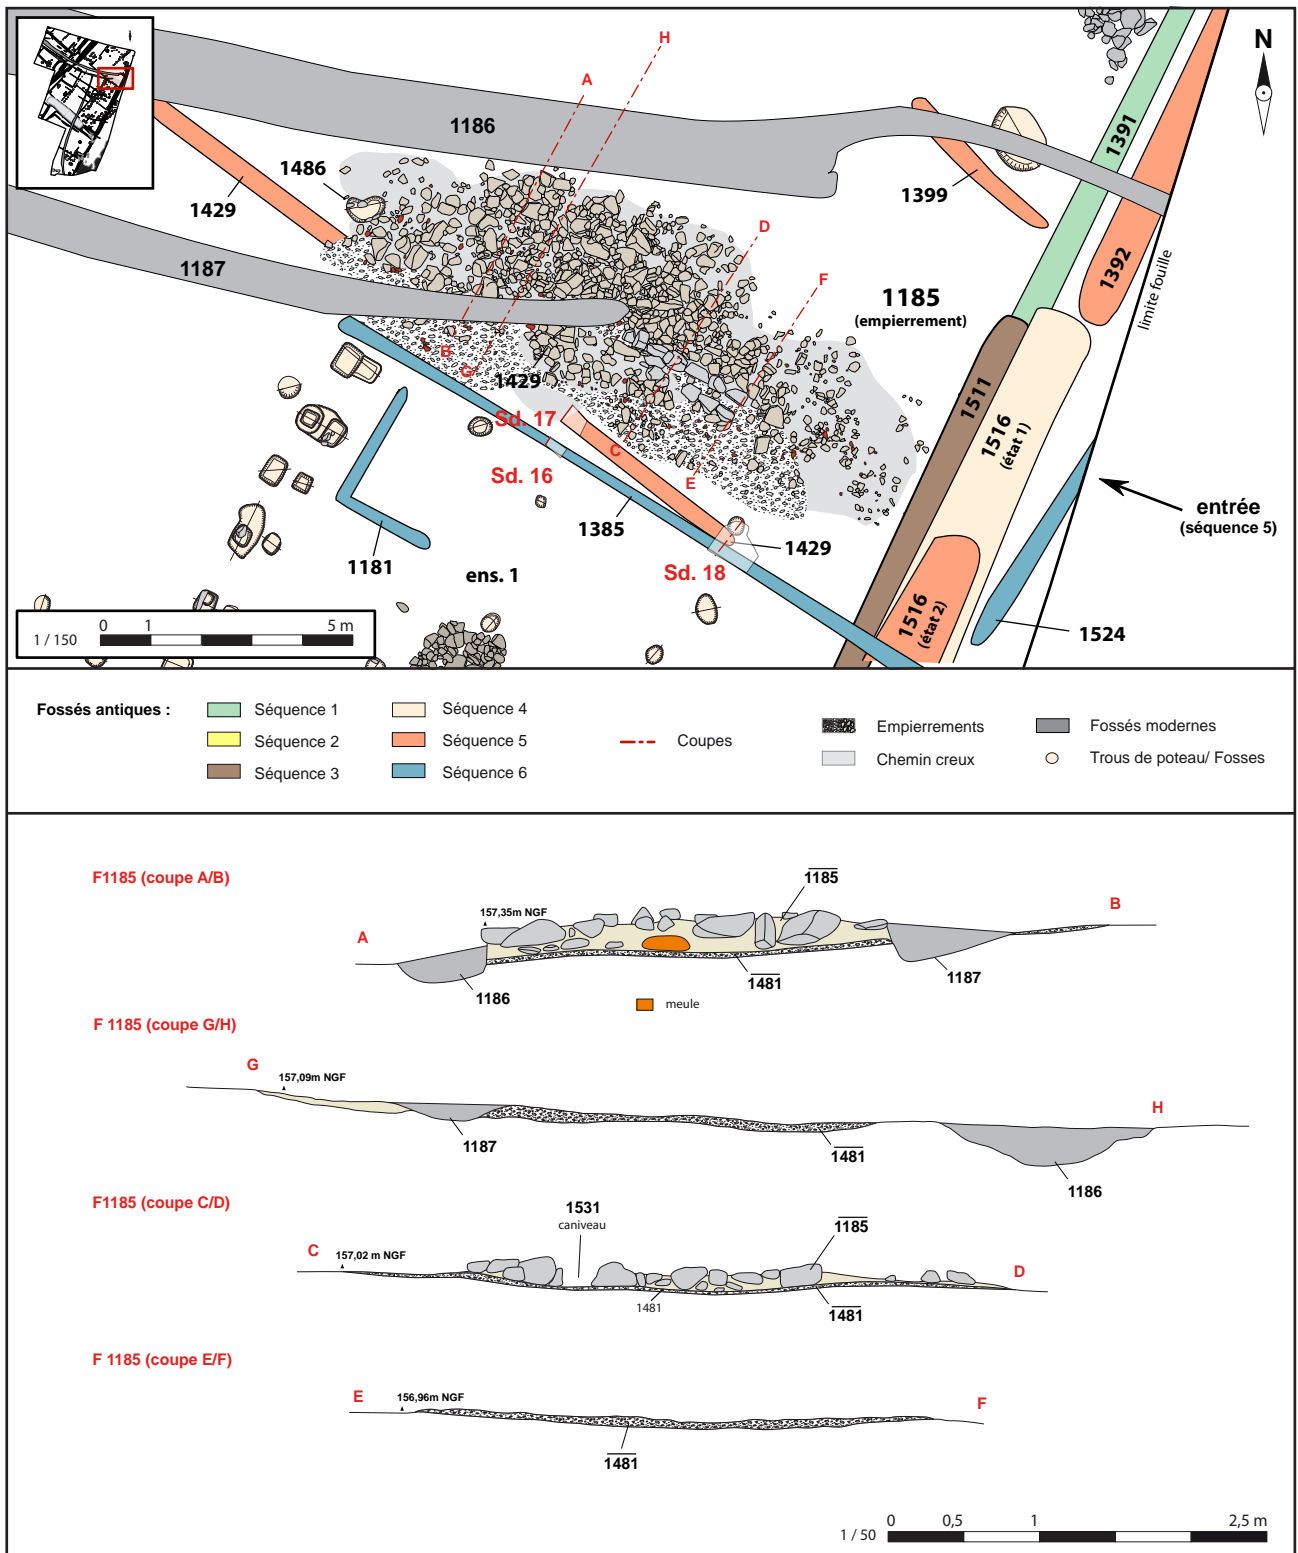 H
A
N
1186
1391
1486
1429
1399
D
1392
F
1187
1185
(empierrement)
limite fouille
B
G
1429
1511
Sd. 17
1516
(état 1)
C
Sd. 16
E
entrée
(séquence 5)
1385
1429
1181
ens. 1
Sd. 18
1516
(état 2)
1524
0 1 5 m
1 / 150
Fossés antiques :
Séquence 1
Séquence 2
Séquence 3
Séquence 4
Séquence 5
Séquence 6
Coupes
Empierrements
Chemin creux
Fossés modernes
Trous de poteau/ Fosses
F1185 (coupe A/B)
1185
157,35m NGF
A
B
1186
1481
1187
meule
F 1185 (coupe G/H)
G
157,09m NGF
H
1187
1481
1186
F1185 (coupe C/D)
1531
caniveau
1185
C
157,02 m NGF
D
1481
1481
F 1185 (coupe E/F)
E
156,96m NGF
F
1481
0 0,5 1 2,5 m
1 / 50